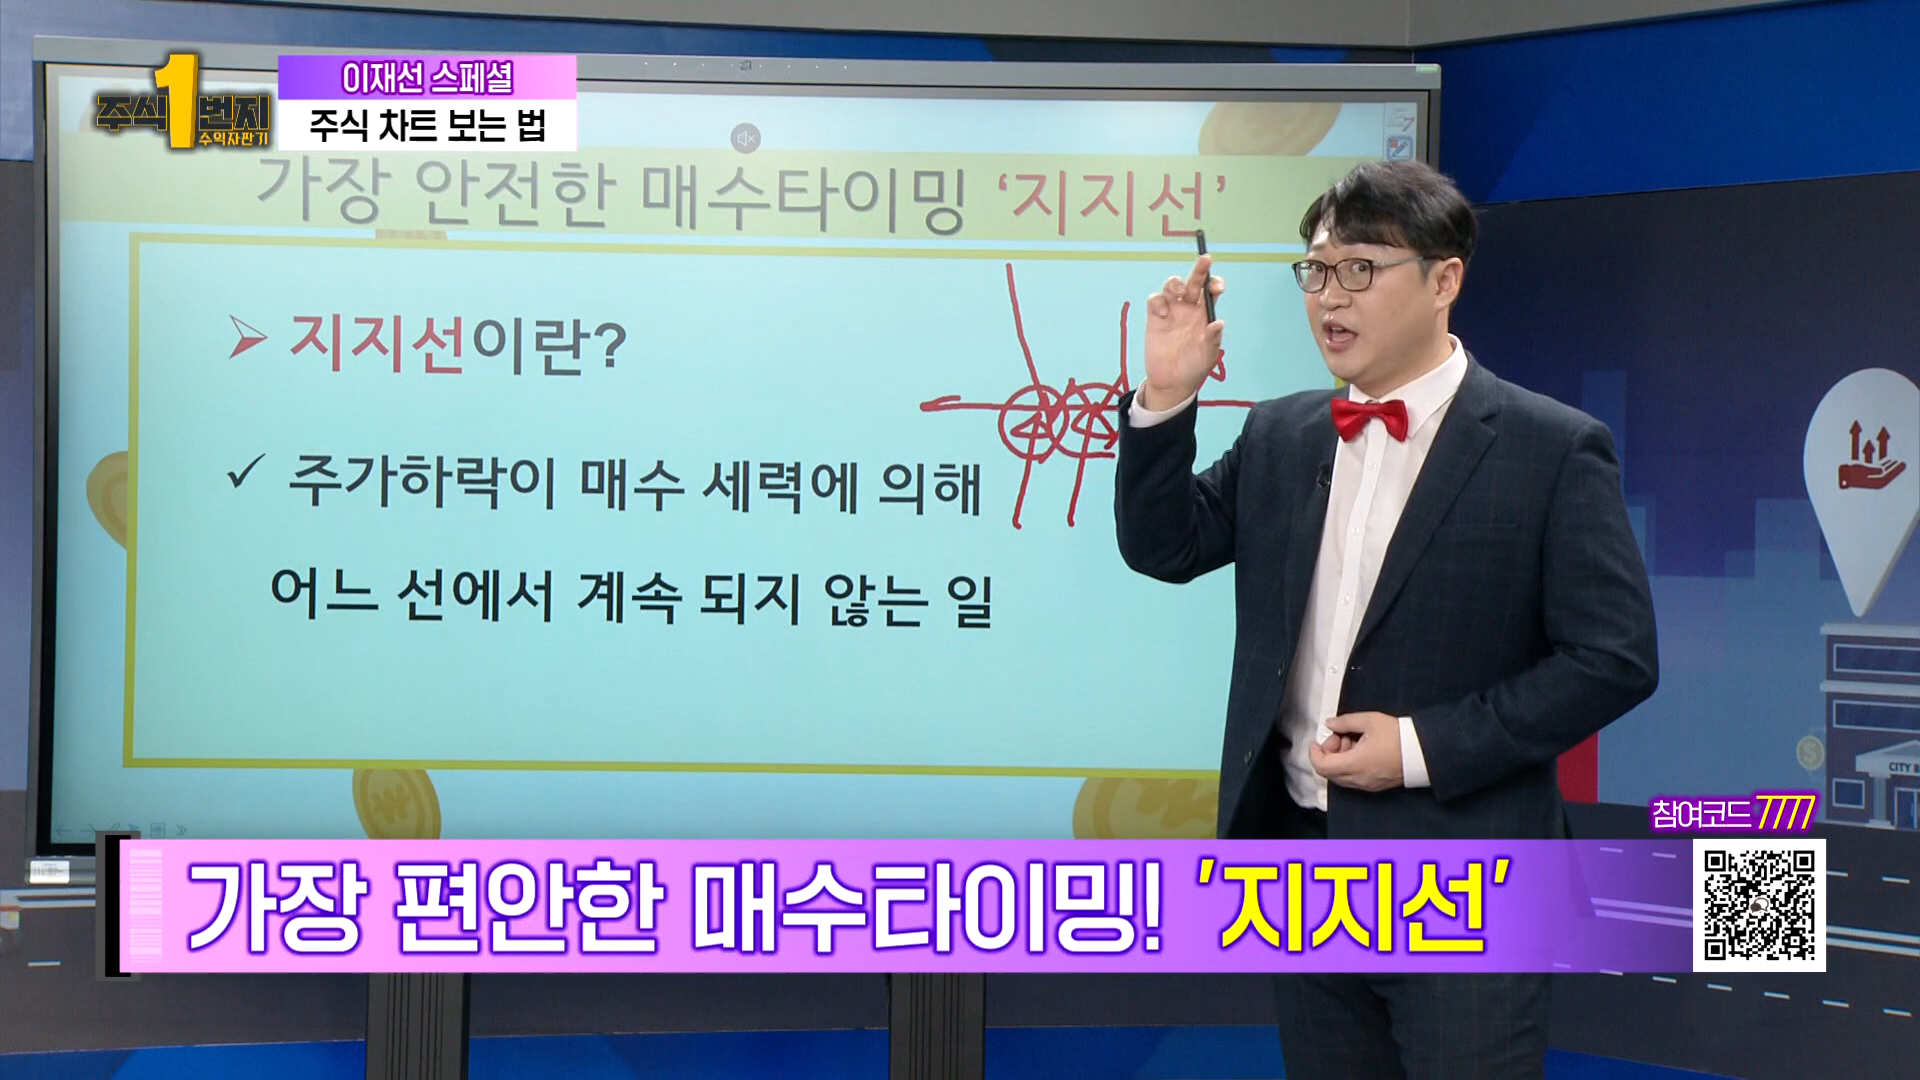 주식1번지
수익자판기
이재선 스페셜
주식 차트 보는 법
가장 안전한 매수타이밍 ‘지지선’
지지선이란?
주가하락이 매수 세력에 의해
어느 선에서 계속 되지 않는 일
CITY B
참여코드 7777
가장 편안한 매수타이밍! '지지선'